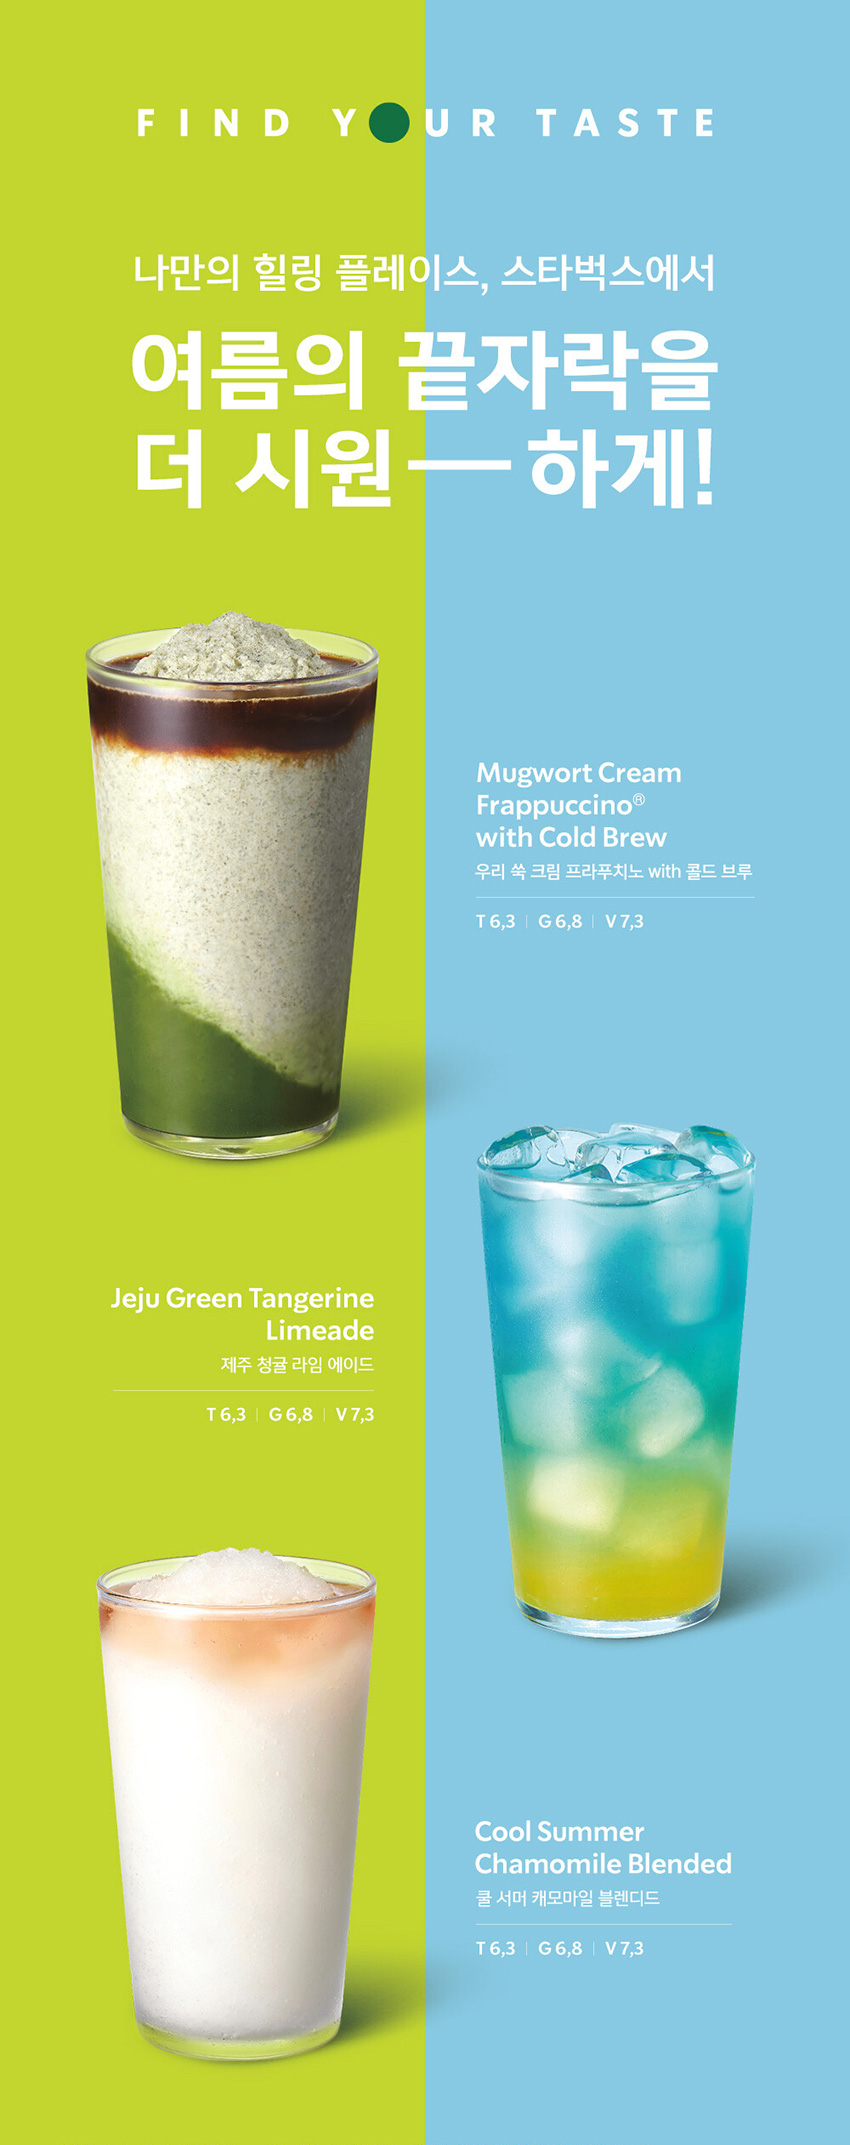 FIND YOUR TASTE
나만의 힐링 플레이스, 스타벅스에서
여름의 끝자락을
더 시원—하게!
Mugwort Cream
Frappuccino®
with Cold Brew
우리 쑥 크림 프라푸치노 with 콜드 브루
T 6,3 | G 6,8 | V 7,3
Jeju Green Tangerine
Limeade
제주 청귤 라임 에이드
T 6,3 | G 6,8 | V 7,3
Cool Summer
Chamomile Blended
쿨 서머 캐모마일 블렌디드
T 6,3 | G 6,8 | V 7,3